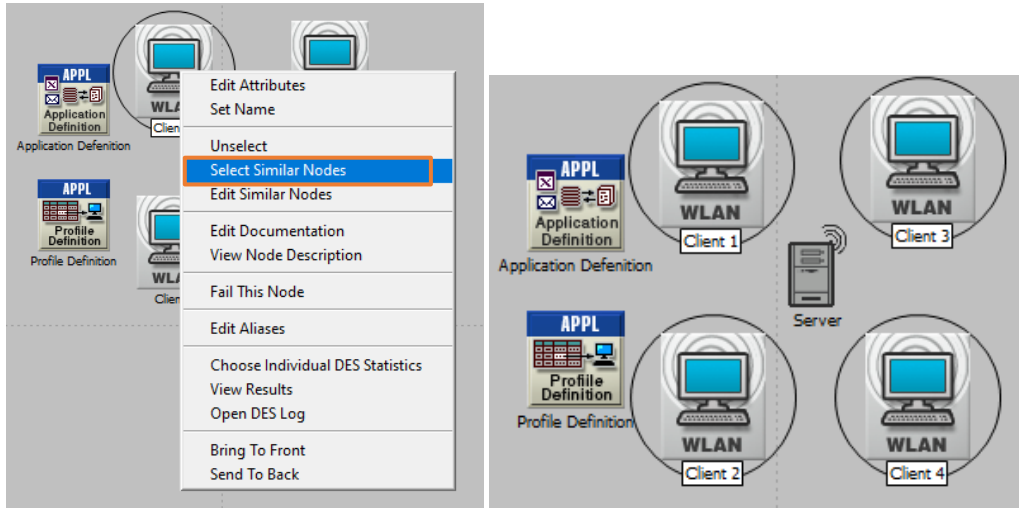 APPL
Application
Definition
Application Defenition
APPL
Profiile
Definition
Profile Definition
WLA
Clien
WLA
Clien
Edit Attributes
Set Name
Unselect
Select Similar Nodes
Edit Similar Nodes
Edit Documentation
View Node Description
Fail This Node
Edit Aliases
Choose Individual DES Statistics
View Results
Open DES Log
Bring To Front
Send To Back
APPL
Application
Definition
Application Defenition
WLAN
Client 1
WLAN
Client 3
Server
APPL
Profiile
Definition
Profile Definition
WLAN
Client 2
WLAN
Client 4